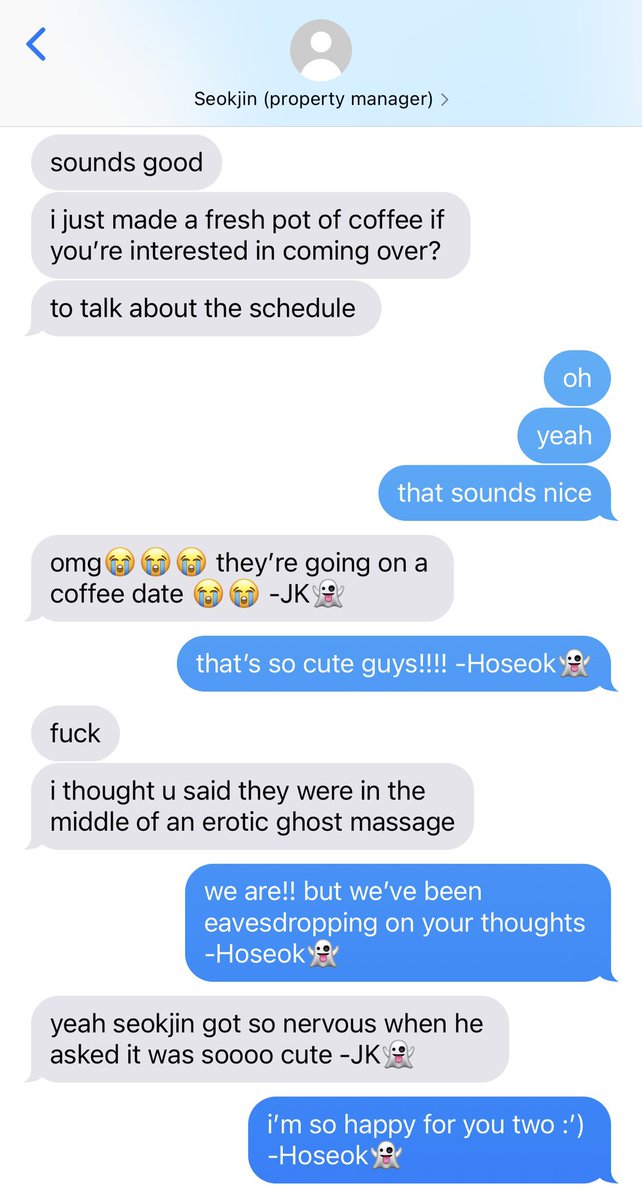 Seokjin (property manager)
sounds good
i just made a fresh pot of coffee if
you’re interested in coming over?
to talk about the schedule
oh
yeah
that sounds nice
omg😭😭😭 they’re going on a
coffee date 😭😭 -JK👻
that’s so cute guys!!!! -Hoseok👻
fuck
i thought u said they were in the
middle of an erotic ghost massage
we are!! but we’ve been
eavesdropping on your thoughts
-Hoseok👻
yeah seokjin got so nervous when he
asked it was soooo cute -JK👻
i’m so happy for you two :’)
-Hoseok👻